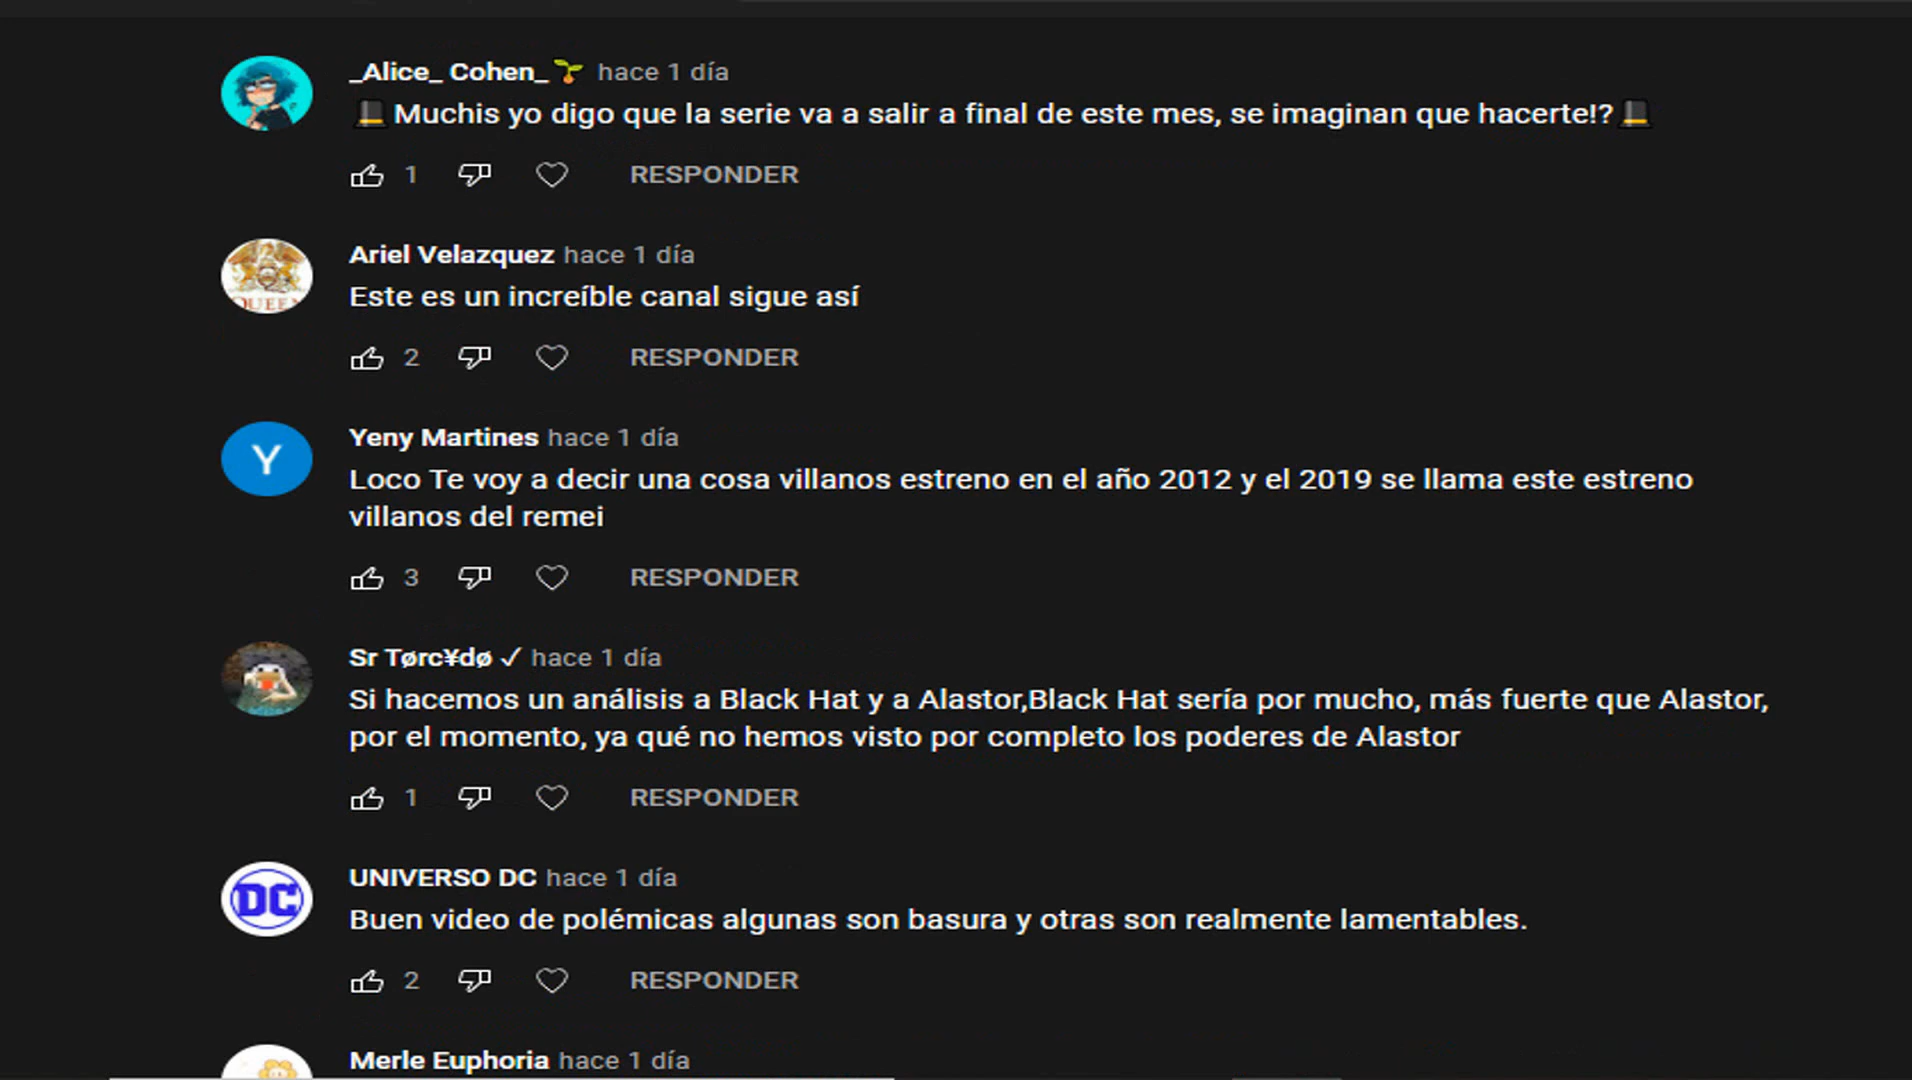 _Alice_ Cohen_🌱 hace 1 día
🎩Muchis yo digo que la serie va a salir a final de este mes, se imaginan que hacerte!?🎩
1 RESPONDER
Ariel Velazquez hace 1 día
QUEEN
Este es un increíble canal sigue así
2 RESPONDER
Y
Yeny Martines hace 1 día
Loco Te voy a decir una cosa villanos estreno en el año 2012 y el 2019 se llama este estreno
villanos del remei
3 RESPONDER
Sr Tørc¥dø ✓ hace 1 día
Si hacemos un análisis a Black Hat y a Alastor,Black Hat sería por mucho, más fuerte que Alastor,
por el momento, ya qué no hemos visto por completo los poderes de Alastor
1 RESPONDER
DC
UNIVERSO DC hace 1 día
Buen video de polémicas algunas son basura y otras son realmente lamentables.
2 RESPONDER
Merle Euphoria hace 1 día